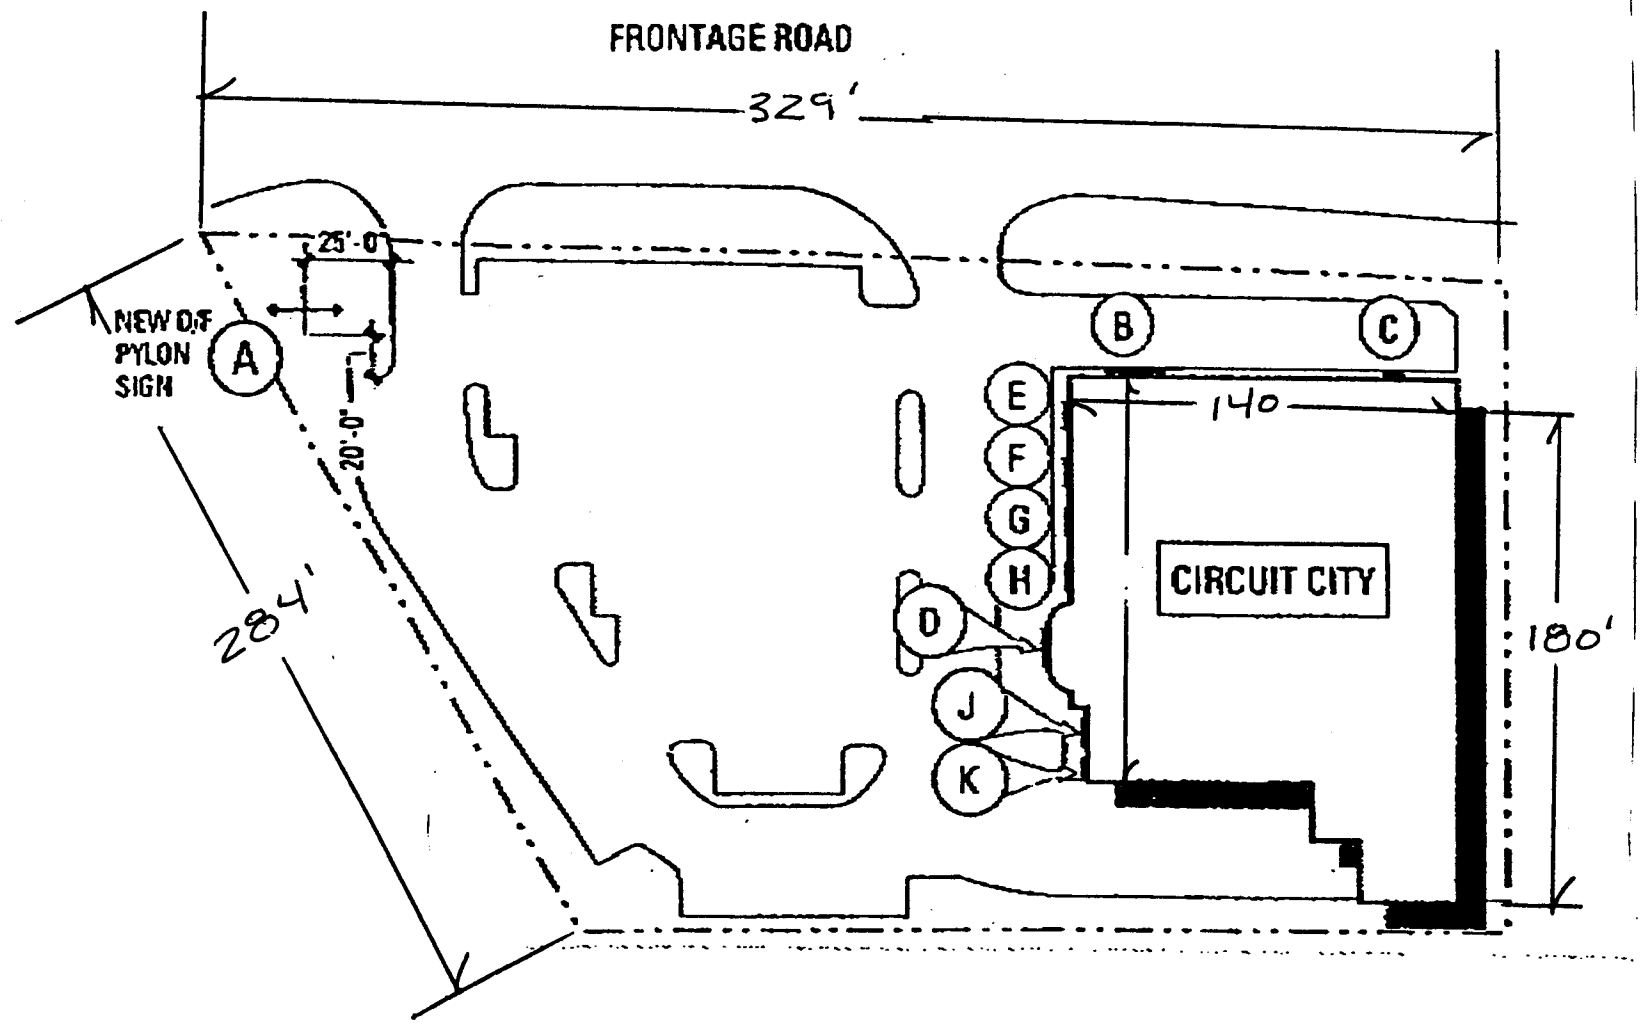 FRONTAGE ROAD
329'
25'-0
NEW D/F
PYLON
SIGN
A
20'-0"
284'
B
C
E
F
G
H
D
J
K
140
CIRCUIT CITY
180'